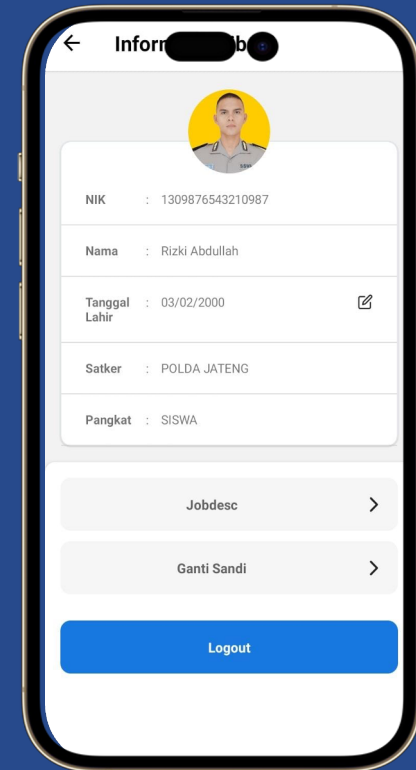 NIK : 1309876543210987
Nama : Rizki Abdullah
Tanggal Lahir : 03/02/2000
Satker : POLDA JATENG
Pangkat : SISWA
Jobdesc
Ganti Sandi
Logout